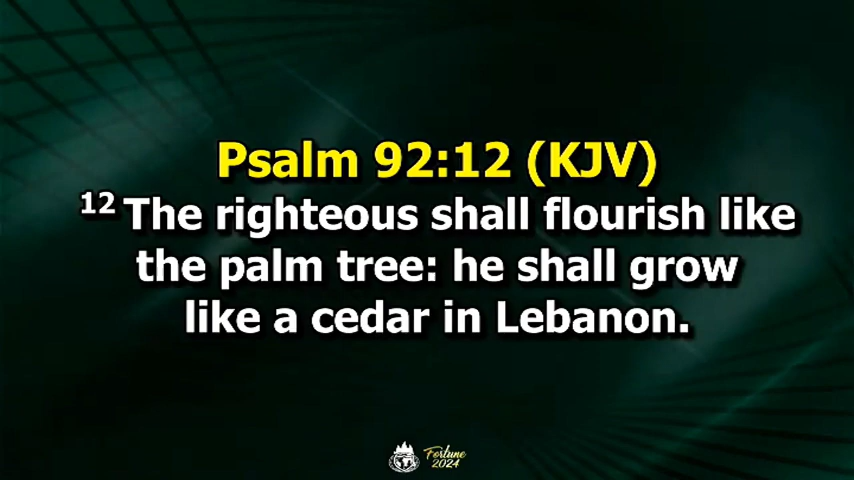 Psalm 92:12 (KJV)
12 The righteous shall flourish like
the palm tree: he shall grow
like a cedar in Lebanon.
Fortune
2024